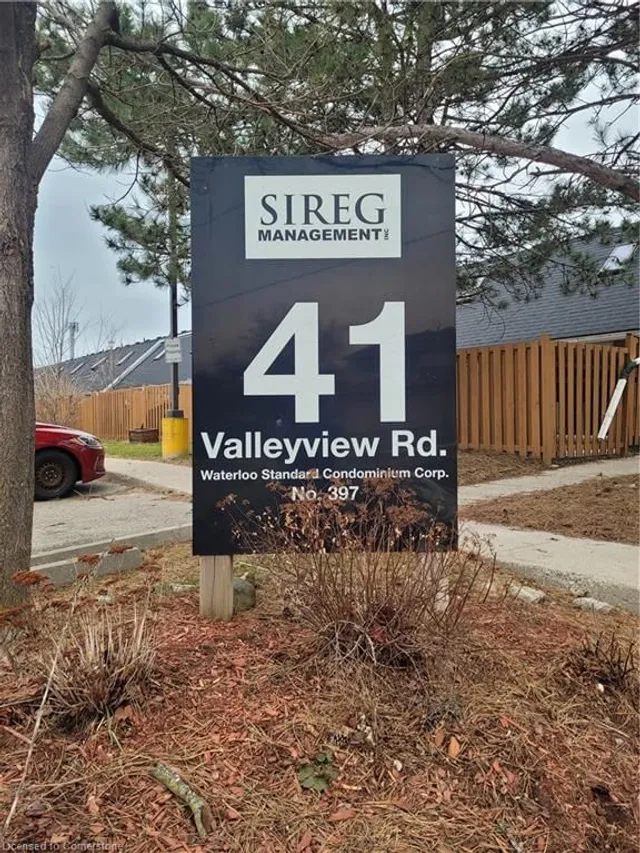 SIREG
MANAGEMENT INC
41
Valleyview Rd.
Waterloo Standard Condominium Corp.
No. 397
Licensed to Cornerstone